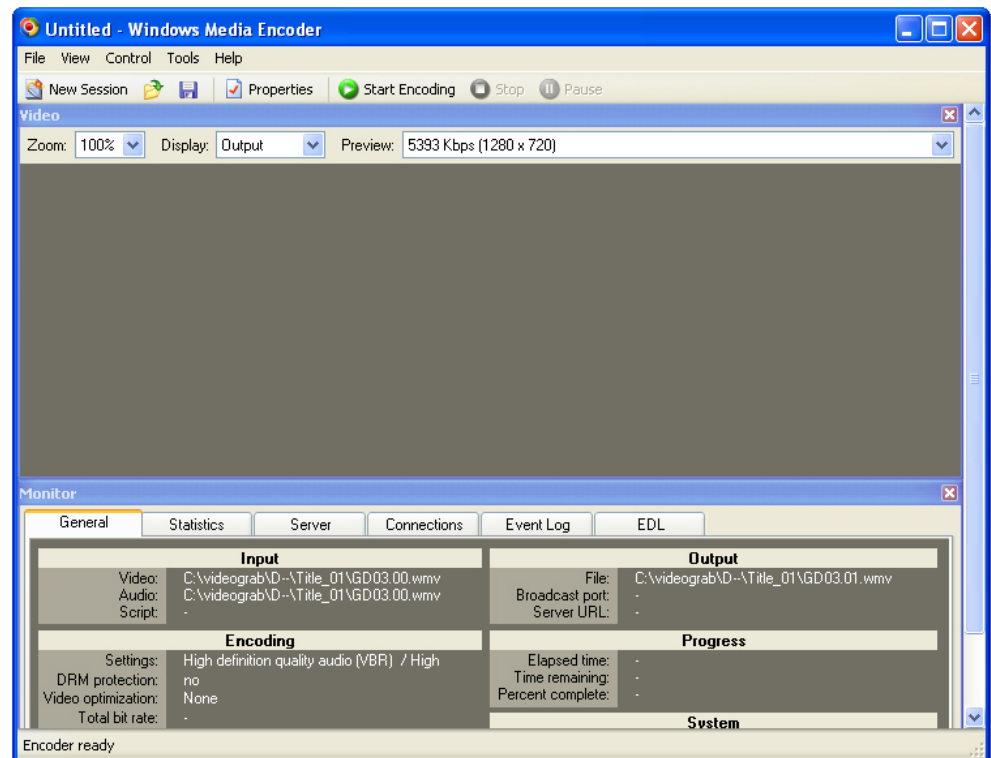 Untitled - Windows Media Encoder
File View Control Tools Help
New Session Properties Start Encoding Stop Pause
Video
Zoom: 100% Display: Output Preview: 5393 Kbps (1280 x 720)
Monitor
General Statistics Server Connections Event Log EDL
Input
Video: C:\videograb\D--\Title_01\GD03.00.wmv
Audio: C:\videograb\D--\Title_01\GD03.00.wmv
Script: -
Encoding
Settings: High definition quality audio (VBR) / High
DRM protection: no
Video optimization: None
Total bit rate: -
Output
File: C:\videograb\D--\Title_01\GD03.01.wmv
Broadcast port: -
Server URL: -
Progress
Elapsed time: -
Time remaining: -
Percent complete: -
System
Encoder ready